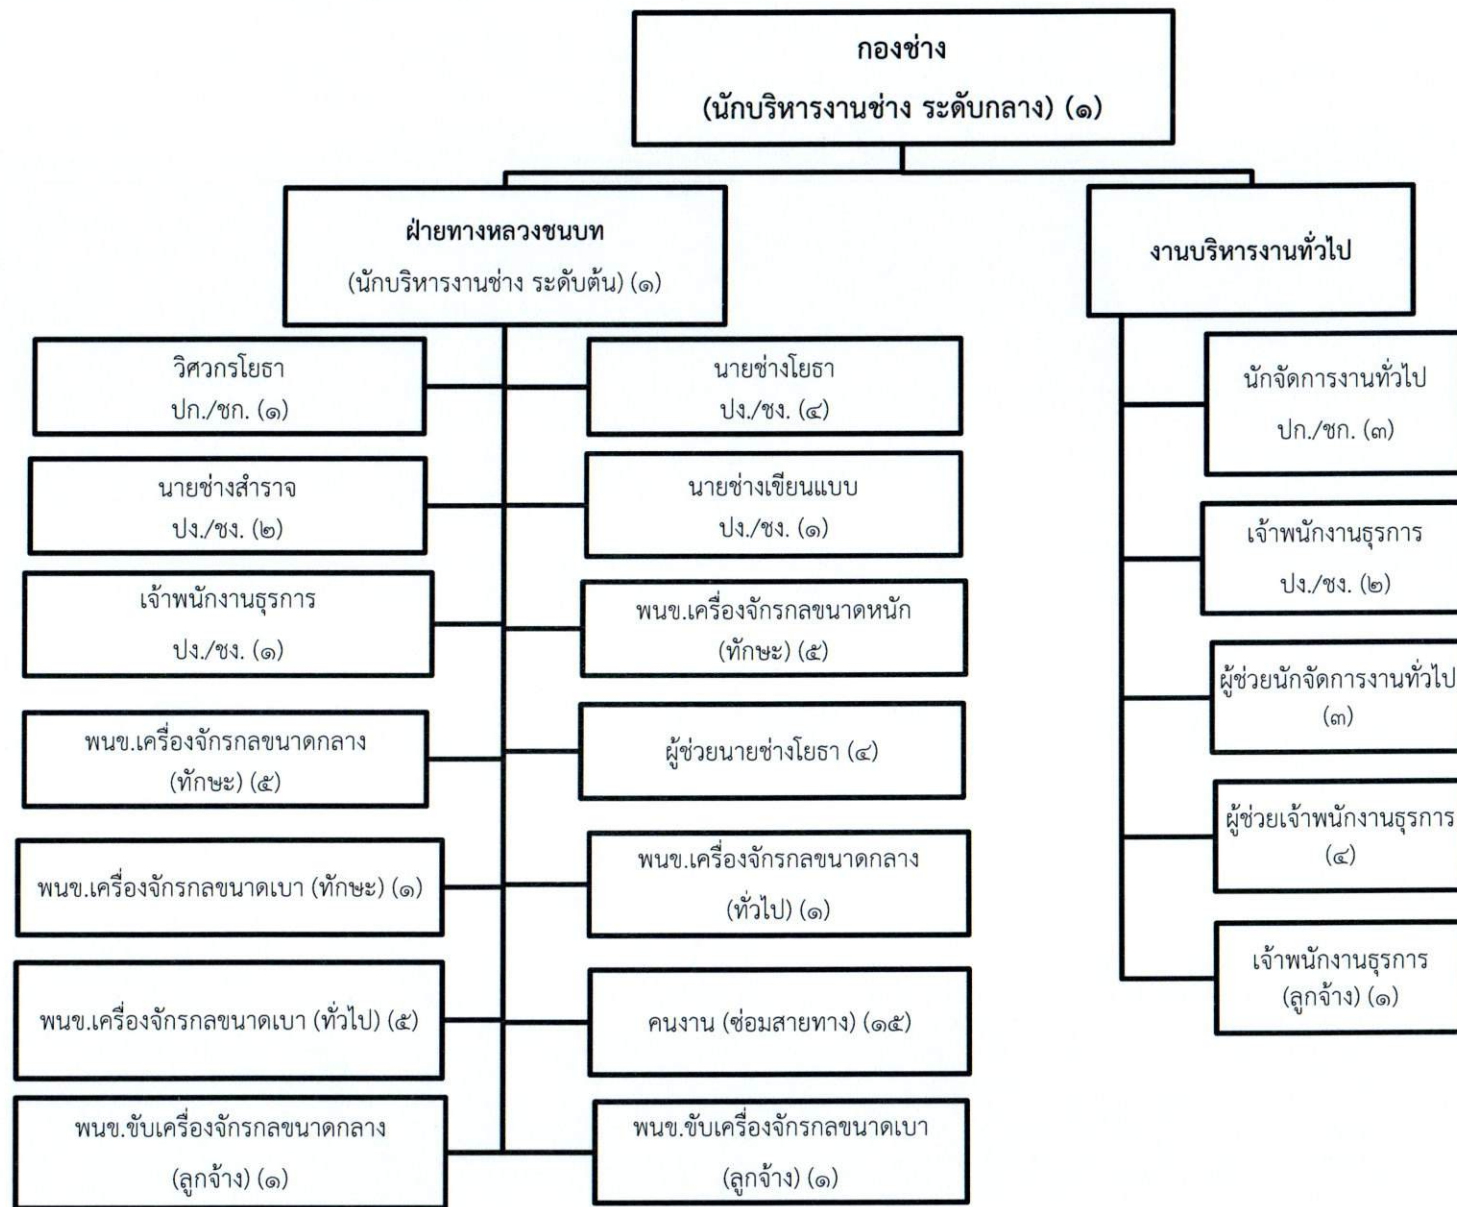 กองช่าง
(นักบริหารงานช่าง ระดับกลาง) (๑)
ฝ่ายทางหลวงชนบท
(นักบริหารงานช่าง ระดับต้น) (๑)
งานบริหารงานทั่วไป
วิศวกรโยธา
ปก./ชก. (๑)
นายช่างโยธา
ปง./ชง. (๔)
นายช่างสำราจ
ปง./ชง. (๒)
นายช่างเขียนแบบ
ปง./ชง. (๑)
เจ้าพนักงานธุรการ
ปง./ชง. (๑)
พนข.เครื่องจักรกลขนาดหนัก
(ทักษะ) (๕)
พนข.เครื่องจักรกลขนาดกลาง
(ทักษะ) (๕)
ผู้ช่วยนายช่างโยธา (๔)
พนข.เครื่องจักรกลขนาดเบา (ทักษะ) (๑)
พนข.เครื่องจักรกลขนาดกลาง
(ทั่วไป) (๑)
พนข.เครื่องจักรกลขนาดเบา (ทั่วไป) (๕)
คนงาน (ซ่อมสายทาง) (๑๕)
พนข.ขับเครื่องจักรกลขนาดกลาง
(ลูกจ้าง) (๑)
พนข.ขับเครื่องจักรกลขนาดเบา
(ลูกจ้าง) (๑)
นักจัดการงานทั่วไป
ปก./ชก. (๓)
เจ้าพนักงานธุรการ
ปง./ชง. (๒)
ผู้ช่วยนักจัดการงานทั่วไป
(๓)
ผู้ช่วยเจ้าพนักงานธุรการ
(๔)
เจ้าพนักงานธุรการ
(ลูกจ้าง) (๑)